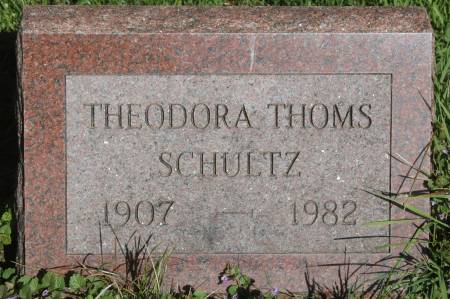 THEODORA THOMS
SCHULTZ
1907 — 1982